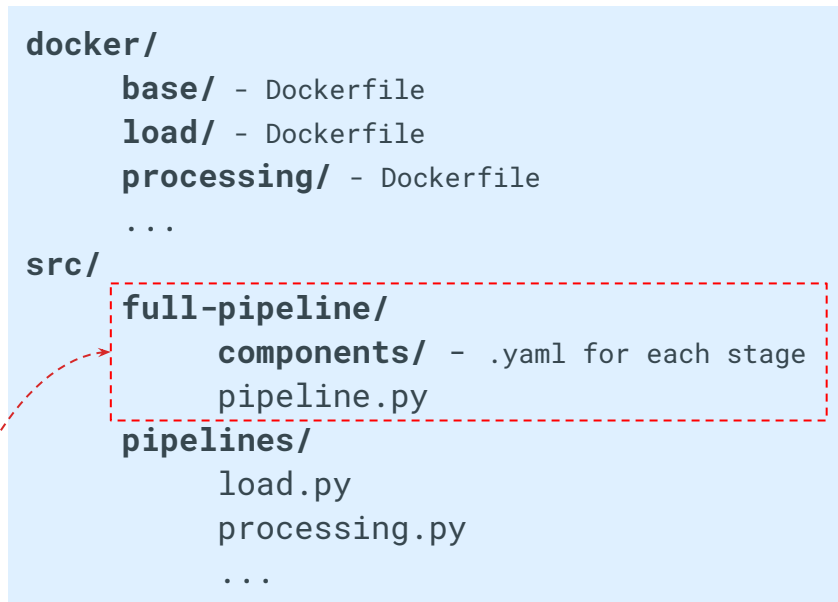 docker/
base/ - Dockerfile
load/ - Dockerfile
processing/ - Dockerfile
...
src/
full-pipeline/
components/ - .yaml for each stage
pipeline.py
pipelines/
load.py
processing.py
...